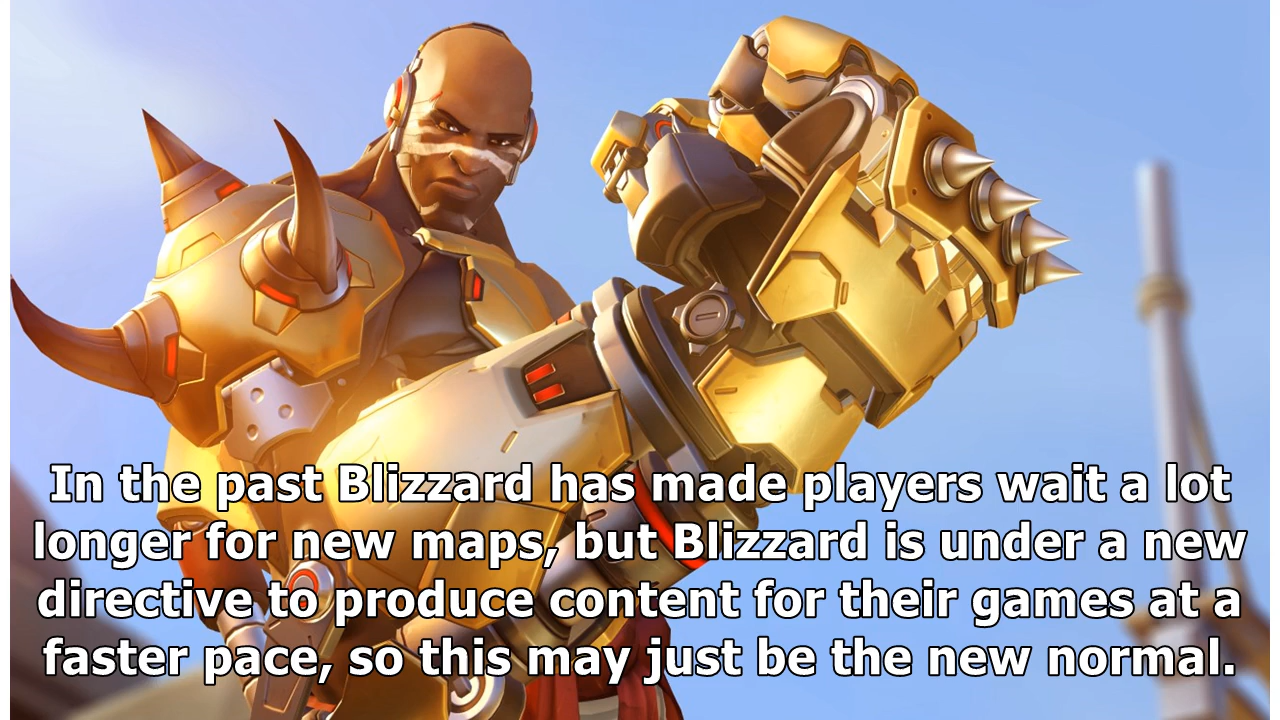 In the past Blizzard has made players wait a lot
longer for new maps, but Blizzard is under a new
directive to produce content for their games at a
faster pace, so this may just be the new normal.